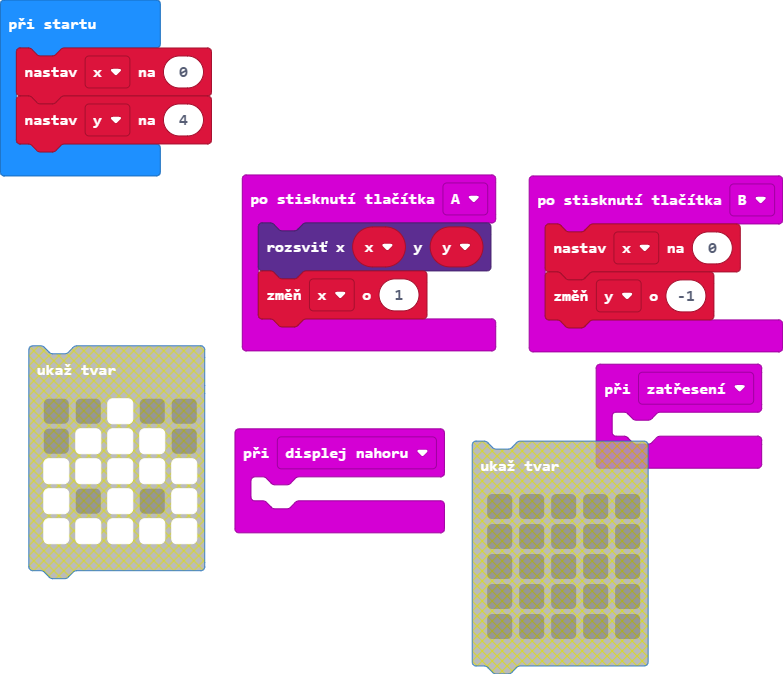 při startu
nastav x na 0
nastav y na 4
po stisknutí tlačítka A
rozsviť x x y y
změň x o 1
po stisknutí tlačítka B
nastav x na 0
změň y o -1
ukaž tvar
při zatřesení
při displej nahoru
ukaž tvar